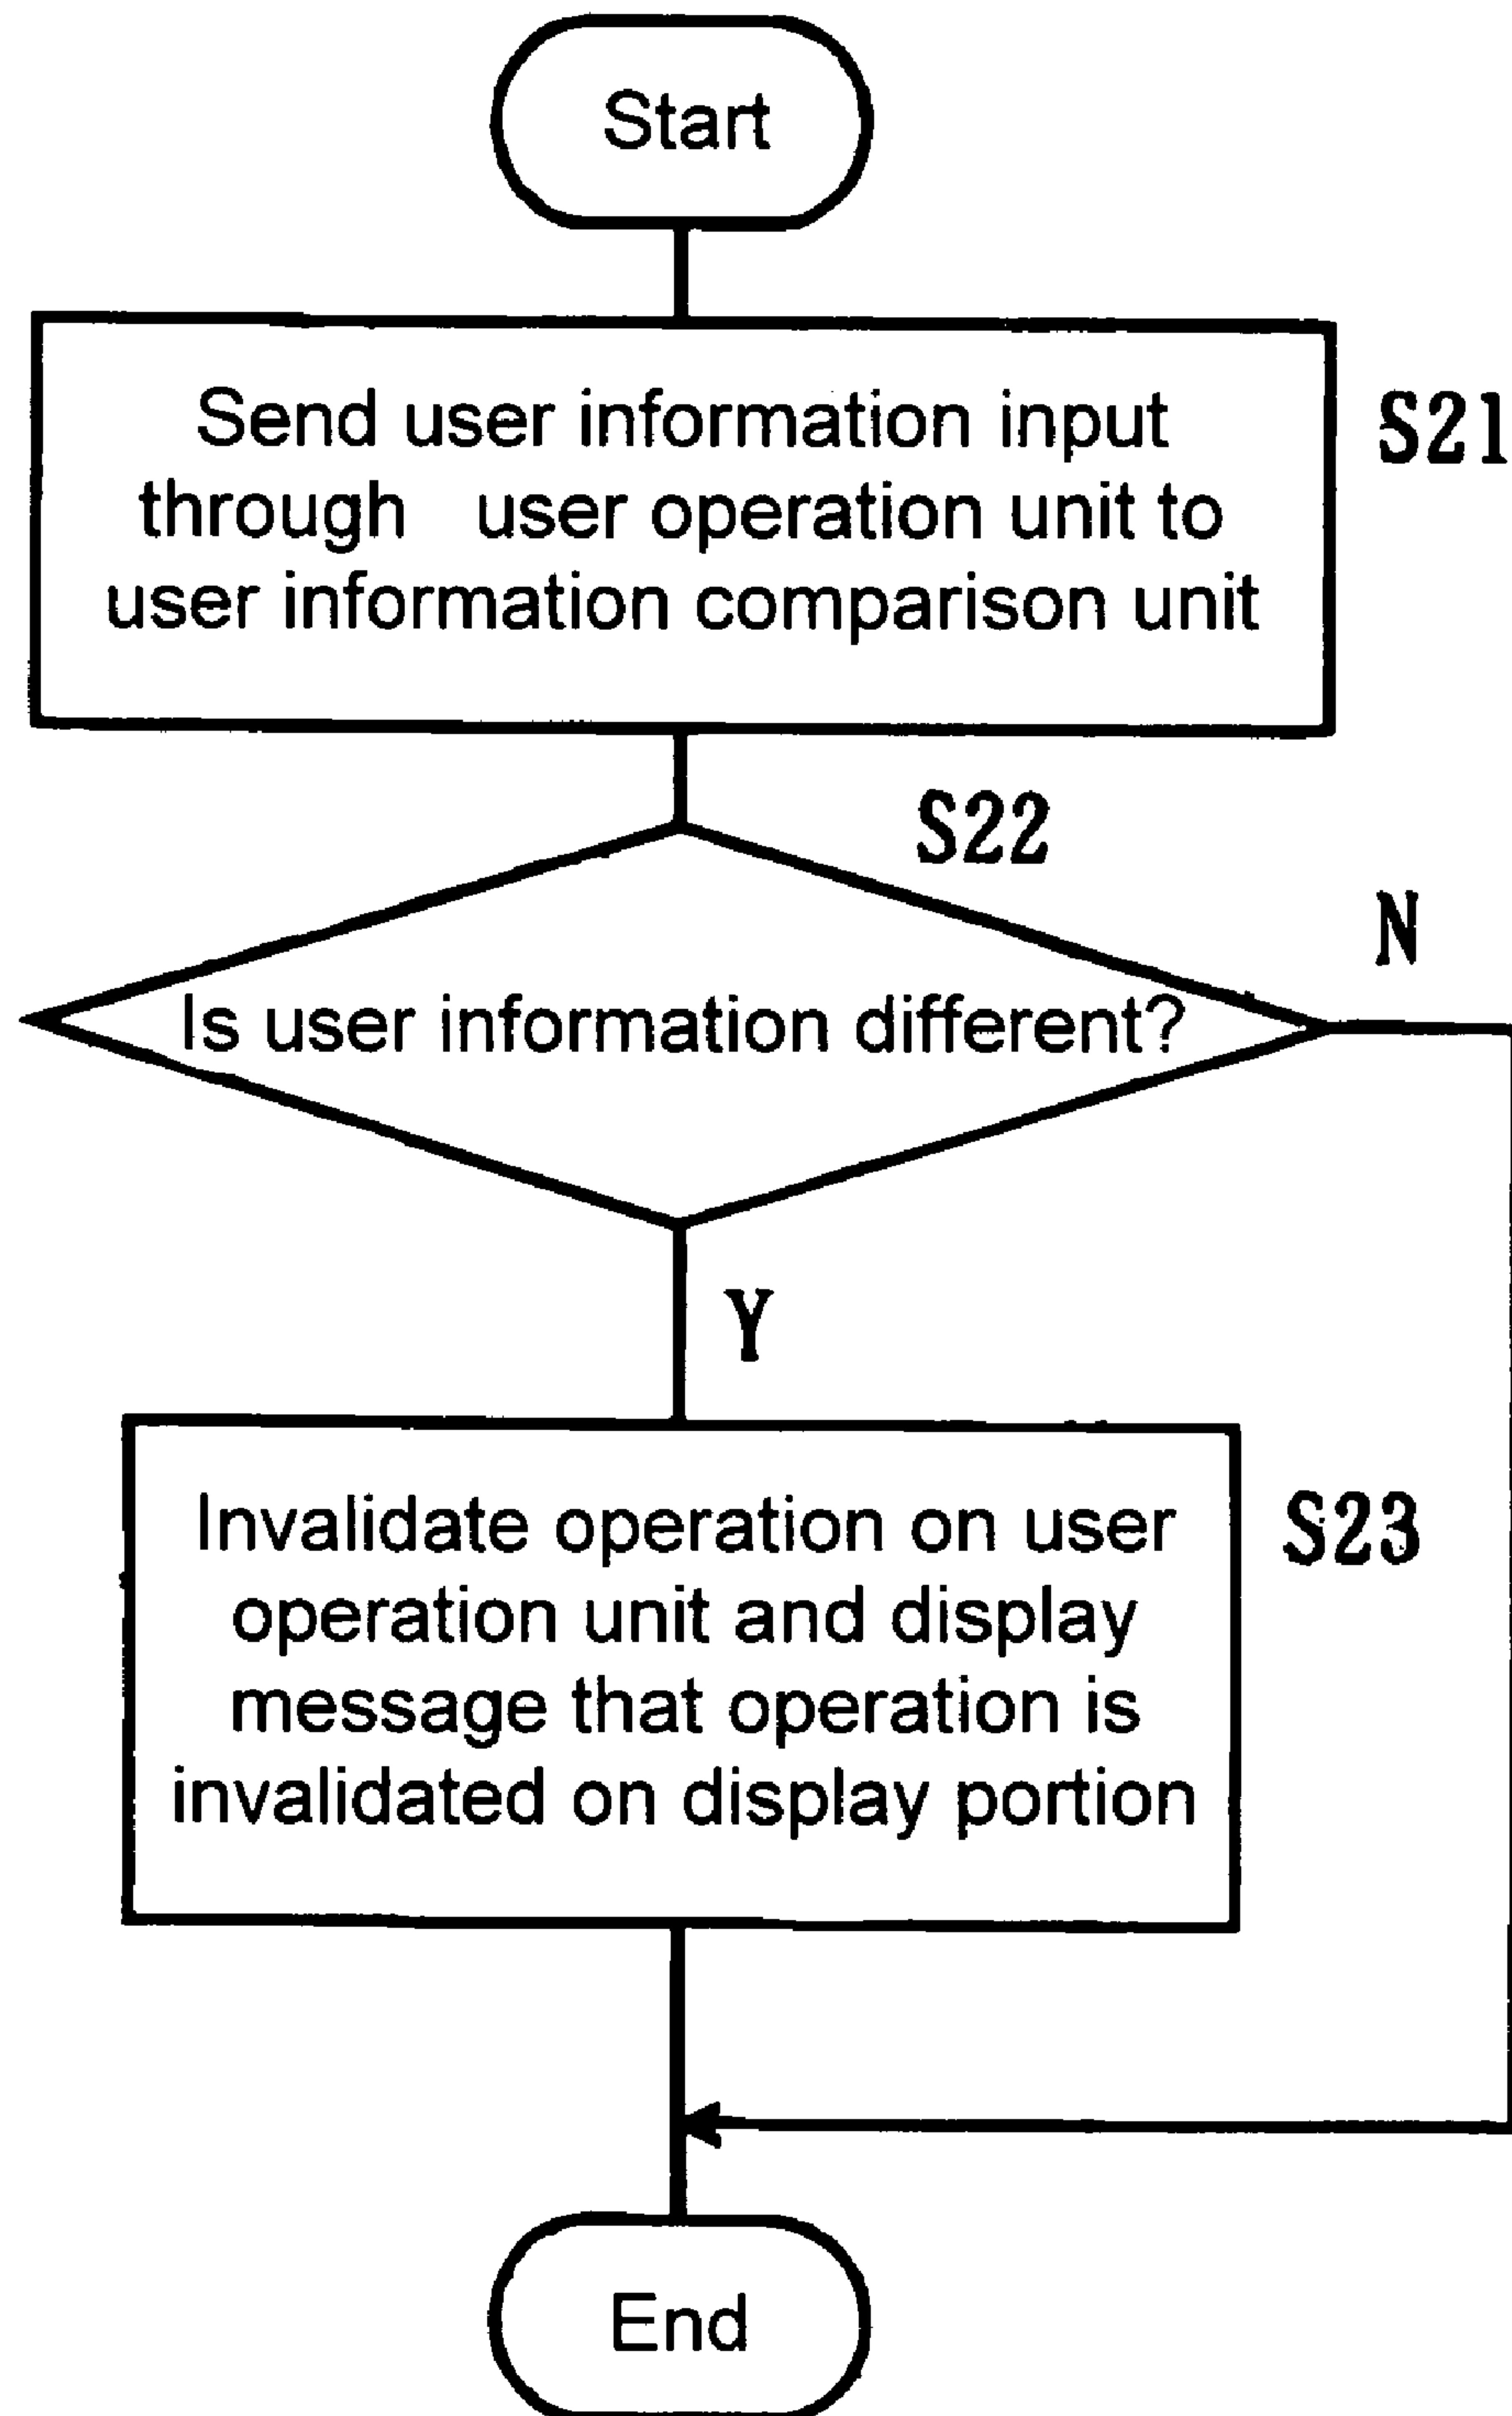 Start
Send user information input
through user operation unit to
user information comparison unit
S21
S22
N
Is user information different?
Y
Invalidate operation on user
operation unit and display
message that operation is
invalidated on display portion
S23
End